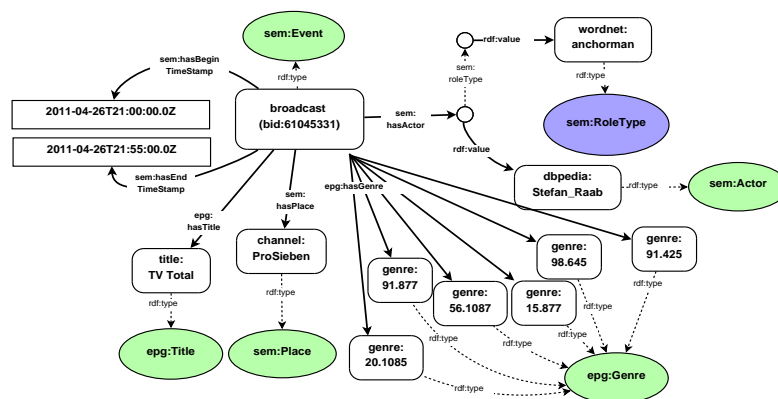 sem:Event
rdf:value
wordnet:
anchorman
sem:hasBegin
TimeStamp
rdf:type
sem:
roleType
rdf:type
2011-04-26T21:00:00.0Z
broadcast
(bid:61045331)
sem:
hasActor
sem:RoleType
2011-04-26T21:55:00.0Z
rdf:value
sem:hasEnd
TimeStamp
sem:
hasPlace
epg:hasGenre
dbpedia:
Stefan_Raab
rdf:type
sem:Actor
epg:
hasTitle
title:
TV Total
channel:
ProSieben
genre:
91.877
genre:
56.1087
genre:
15.877
genre:
98.645
genre:
91.425
rdf:type
rdf:type
rdf:type
rdf:type
rdf:type
rdf:type
rdf:type
epg:Title
sem:Place
genre:
20.1085
rdf:type
epg:Genre